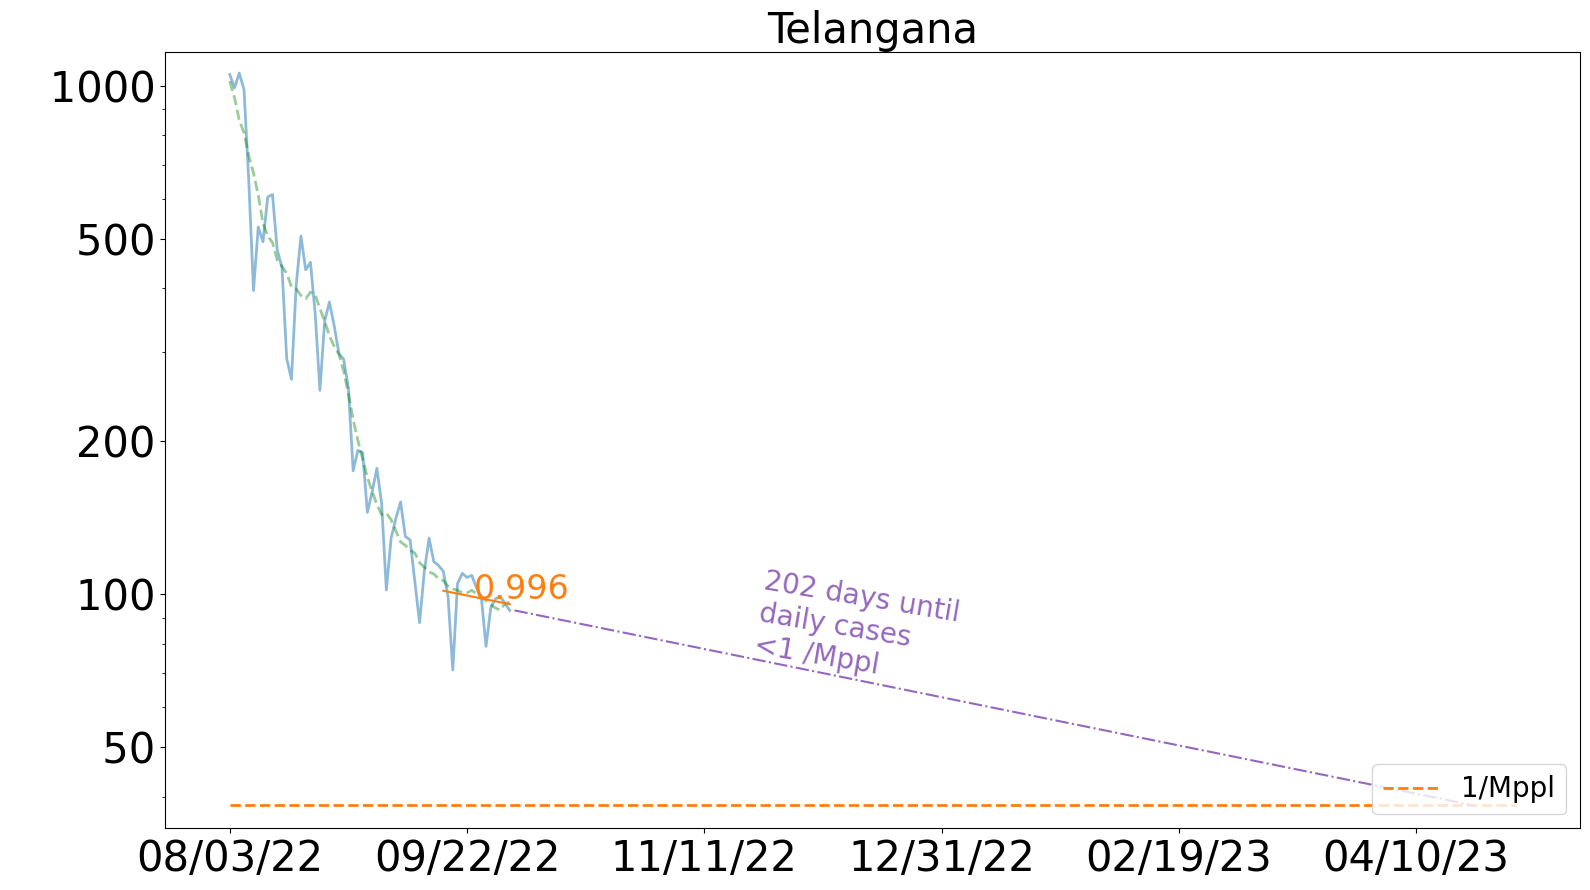 Telangana
1000
500
200
100
50
0.996
202 days until
daily cases
<1 /Mppl
1/Mppl
08/03/22
09/22/22
11/11/22
12/31/22
02/19/23
04/10/23